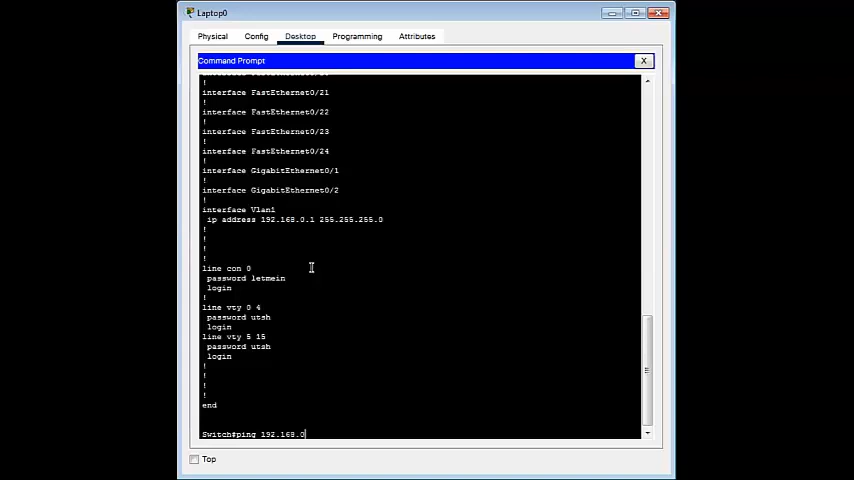 Laptop0
Physical Config Desktop Programming Attributes
Command Prompt X
!
interface FastEthernet0/21
!
interface FastEthernet0/22
!
interface FastEthernet0/23
!
interface FastEthernet0/24
!
interface GigabitEthernet0/1
!
interface GigabitEthernet0/2
!
interface Vlan1
ip address 192.168.0.1 255.255.255.0
!
!
!
!
line con 0
password letmein
login
!
line vty 0 4
password utsh
login
line vty 5 15
password utsh
login
!
!
!
!
end
Switch#ping 192.168.0
Top